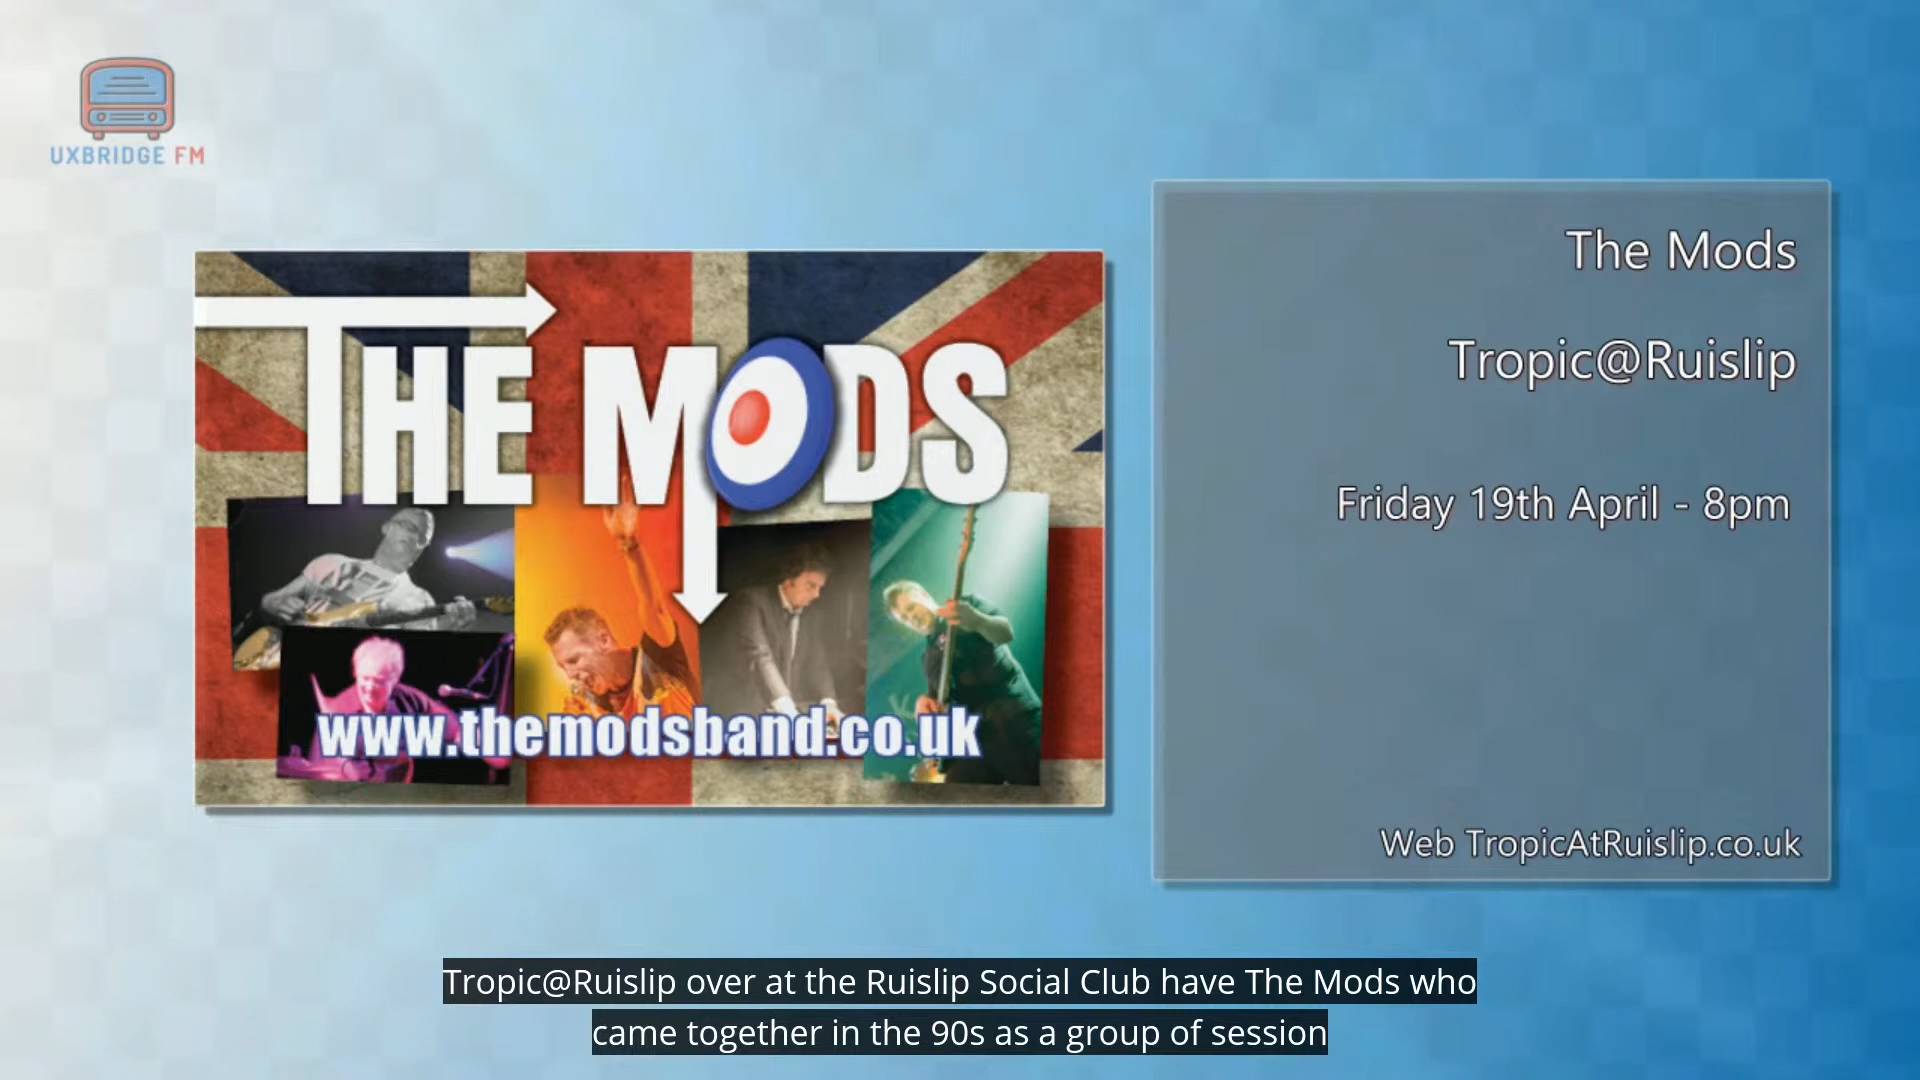 UXBRIDGE FM
THE MODS
www.themodsband.co.uk
The Mods
Tropic@Ruislip
Friday 19th April - 8pm
Web TropicAtRuislip.co.uk
Tropic@Ruislip over at the Ruislip Social Club have The Mods who
came together in the 90s as a group of session